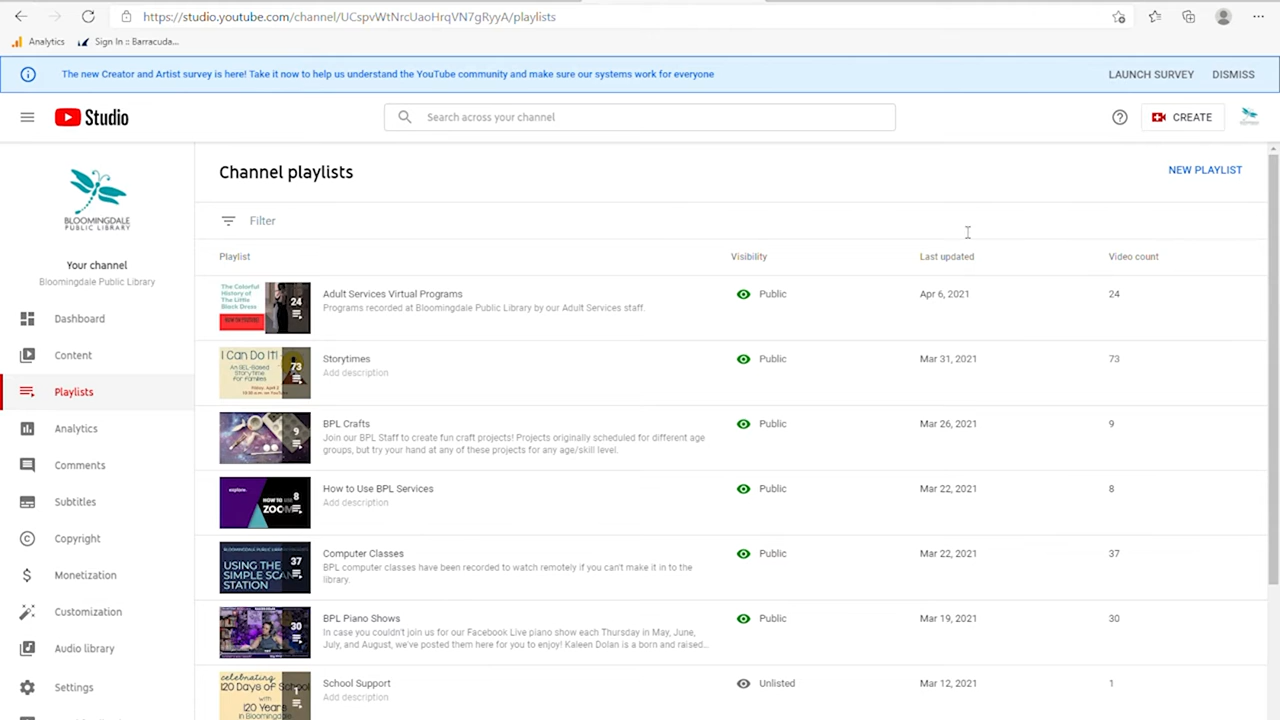 https://studio.youtube.com/channel/UCspvWtNrcUaoHrqVN7gRyyA/playlists
Analytics Sign In :: Barracuda...
The new Creator and Artist survey is here! Take it now to help us understand the YouTube community and make sure our systems work for everyone LAUNCH SURVEY DISMISS
Studio Search across your channel CREATE
BLOOMINGDALE
PUBLIC LIBRARY
Your channel
Bloomingdale Public Library
Dashboard
Content
Playlists
Analytics
Comments
Subtitles
Copyright
Monetization
Customization
Audio library
Settings
Channel playlists NEW PLAYLIST
Filter
Playlist Visibility Last updated Video count
The Colorful
History of
The Little
Black Dress
24
Adult Services Virtual Programs Public Apr 6, 2021 24
Programs recorded at Bloomingdale Public Library by our Adult Services staff.
I Can Do It!
An SEL-Based
Storytime
for Families
73
Storytimes Public Mar 31, 2021 73
Add description
9
BPL Crafts Public Mar 26, 2021 9
Join our BPL Staff to create fun craft projects! Projects originally scheduled for different age
groups, but try your hand at any of these projects for any age/skill level.
explore.
HOW TO
ZOOM
8
How to Use BPL Services Public Mar 22, 2021 8
Add description
USING THE
SIMPLE SCAN
STATION
37
Computer Classes Public Mar 22, 2021 37
BPL computer classes have been recorded to watch remotely if you can't make it in to the
library.
30
BPL Piano Shows Public Mar 19, 2021 30
In case you couldn't join us for our Facebook Live piano show each Thursday in May, June,
July, and August, we've posted them here for you to enjoy! Kaleen Dolan is a born and raised...
celebrating
120 Days of School
with
120 Years
in Bloomingdale
1
School Support Unlisted Mar 12, 2021 1
Add description